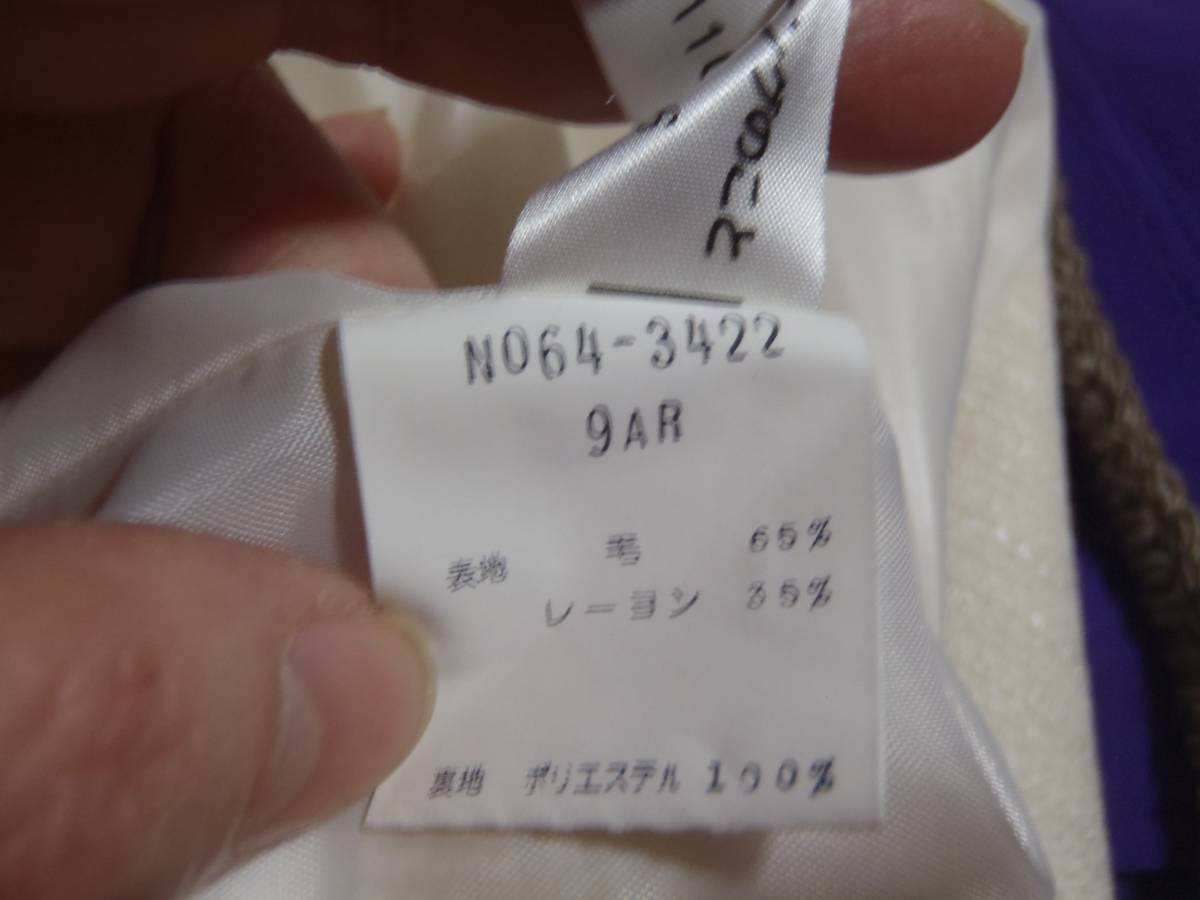 N064-3422
9AR
表地 毛 65%
レーヨン 35%
裏地 ポリエステル 100%